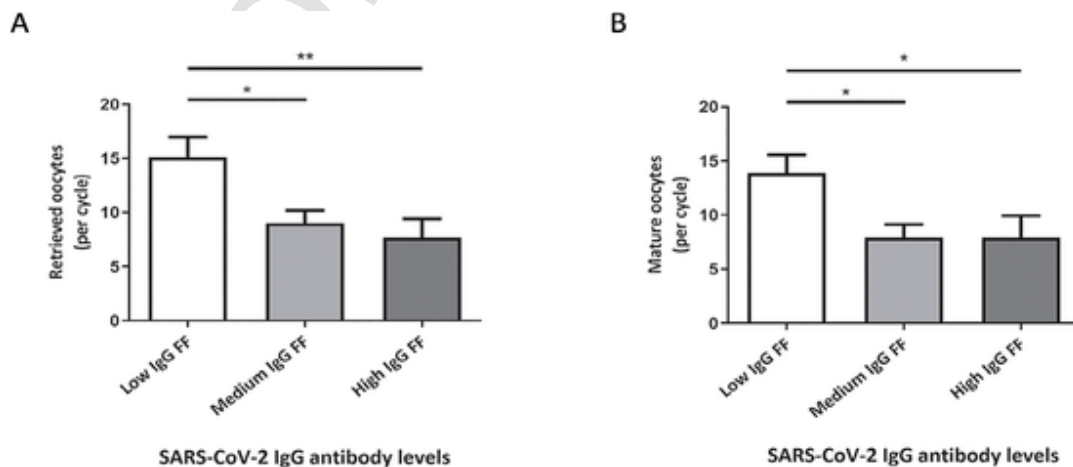 A
**
*
20
15
10
5
0
Retrieved oocytes
(per cycle)
Low IgG FF
Medium IgG FF
High IgG FF
SARS-CoV-2 IgG antibody levels
B
*
*
20
15
10
5
0
Mature oocytes
(per cycle)
Low IgG FF
Medium IgG FF
High IgG FF
SARS-CoV-2 IgG antibody levels